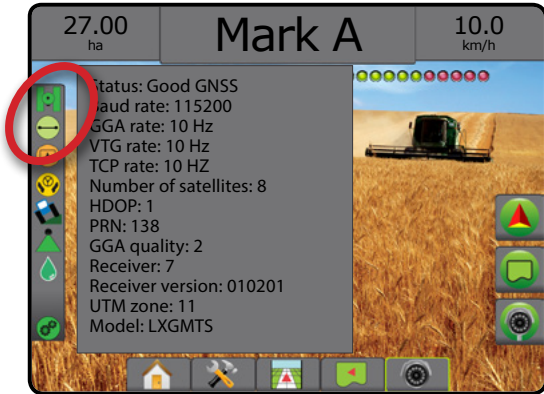 27.00
ha
Mark A
10.0
km/h
Status: Good GNSS
Baud rate: 115200
GGA rate: 10 Hz
VTG rate: 10 Hz
TCP rate: 10 HZ
Number of satellites: 8
HDOP: 1
PRN: 138
GGA quality: 2
Receiver: 7
Receiver version: 010201
UTM zone: 11
Model: LXGMTS